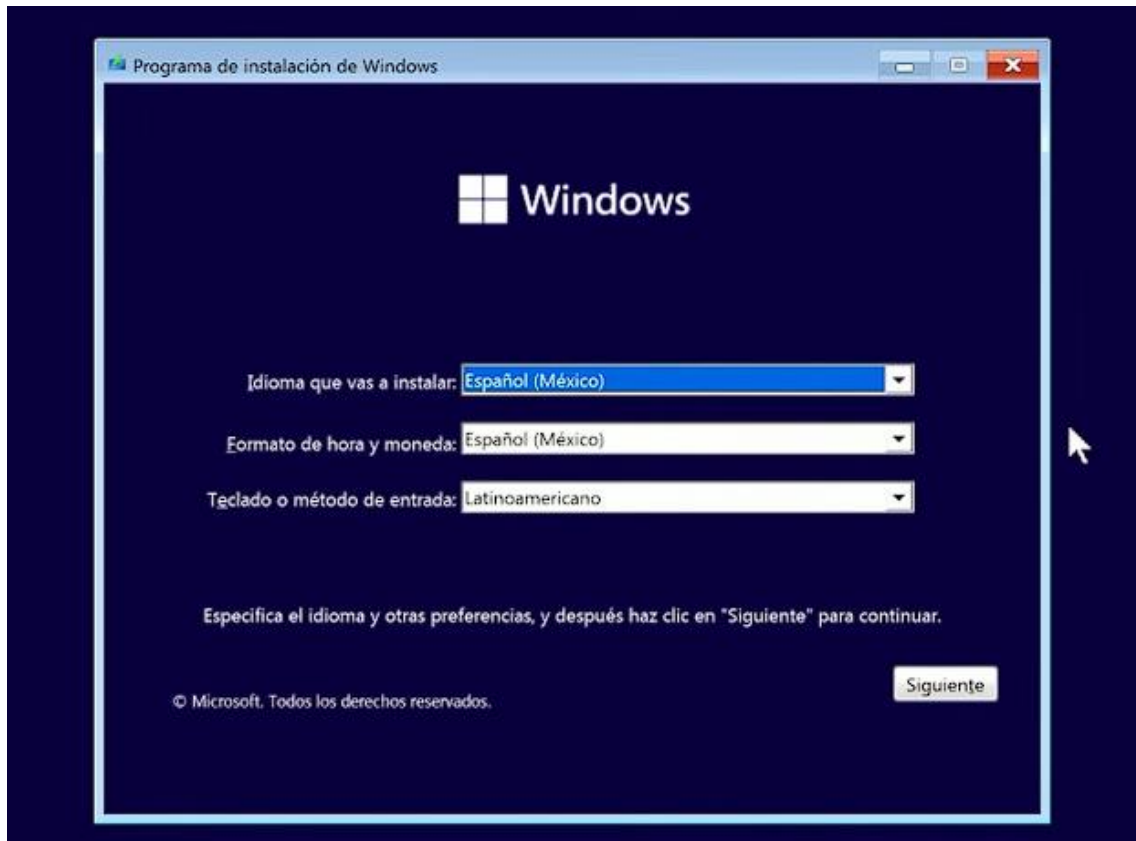 Programa de instalación de Windows
Windows
Idioma que vas a instalar: Español (México)
Formato de hora y moneda: Español (México)
Teclado o método de entrada: Latinoamericano
Especifica el idioma y otras preferencias, y después haz clic en "Siguiente" para continuar.
Siguiente
© Microsoft. Todos los derechos reservados.